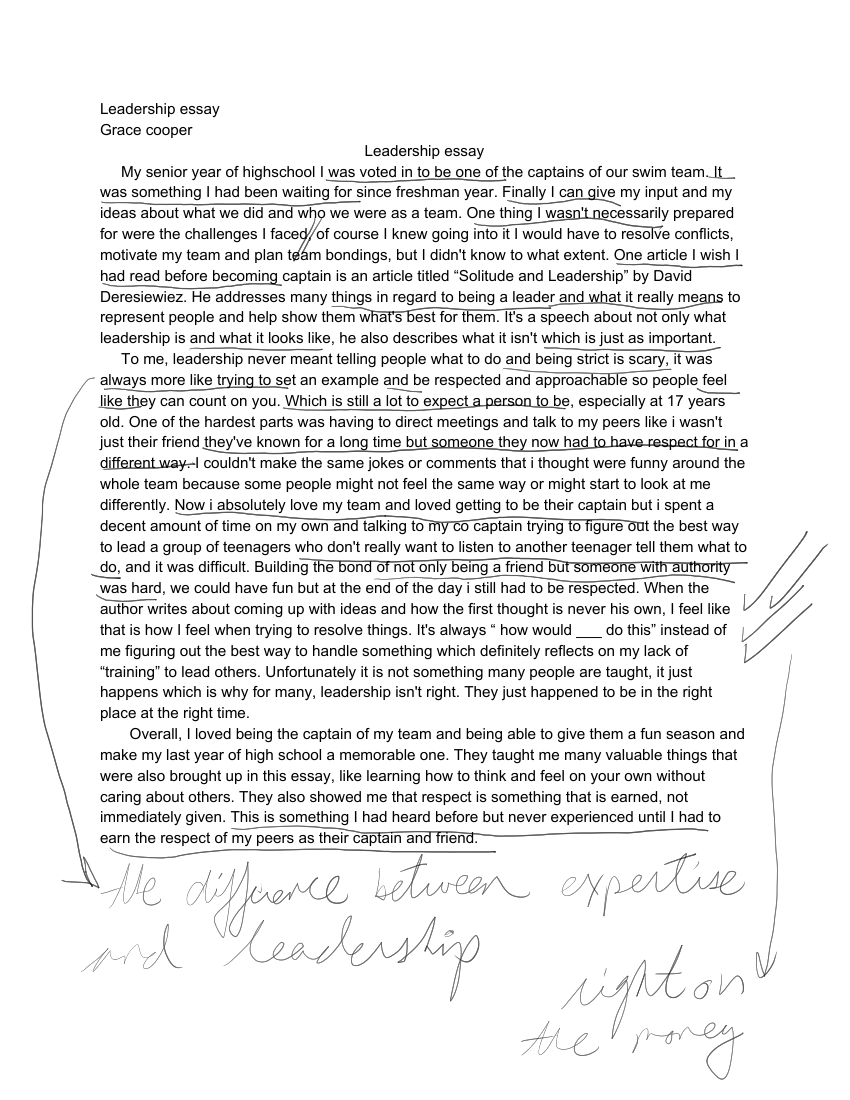 Leadership essay
Grace cooper
Leadership essay
My senior year of highschool I was voted in to be one of the captains of our swim team. It
was something I had been waiting for since freshman year. Finally I can give my input and my
ideas about what we did and who we were as a team. One thing I wasn't necessarily prepared
for were the challenges I faced, of course I knew going into it I would have to resolve conflicts,
motivate my team and plan team bondings, but I didn't know to what extent. One article I wish I
had read before becoming captain is an article titled “Solitude and Leadership” by David
Deresiewiez. He addresses many things in regard to being a leader and what it really means to
represent people and help show them what's best for them. It's a speech about not only what
leadership is and what it looks like, he also describes what it isn't which is just as important.
To me, leadership never meant telling people what to do and being strict is scary, it was
always more like trying to set an example and be respected and approachable so people feel
like they can count on you. Which is still a lot to expect a person to be, especially at 17 years
old. One of the hardest parts was having to direct meetings and talk to my peers like i wasn't
just their friend they've known for a long time but someone they now had to have respect for in a
different way. I couldn't make the same jokes or comments that i thought were funny around the
whole team because some people might not feel the same way or might start to look at me
differently. Now i absolutely love my team and loved getting to be their captain but i spent a
decent amount of time on my own and talking to my co captain trying to figure out the best way
to lead a group of teenagers who don't really want to listen to another teenager tell them what to
do, and it was difficult. Building the bond of not only being a friend but someone with authority
was hard, we could have fun but at the end of the day i still had to be respected. When the
author writes about coming up with ideas and how the first thought is never his own, I feel like
that is how I feel when trying to resolve things. It's always “ how would ___ do this” instead of
me figuring out the best way to handle something which definitely reflects on my lack of
“training” to lead others. Unfortunately it is not something many people are taught, it just
happens which is why for many, leadership isn't right. They just happened to be in the right
place at the right time.
Overall, I loved being the captain of my team and being able to give them a fun season and
make my last year of high school a memorable one. They taught me many valuable things that
were also brought up in this essay, like learning how to think and feel on your own without
caring about others. They also showed me that respect is something that is earned, not
immediately given. This is something I had heard before but never experienced until I had to
earn the respect of my peers as their captain and friend.
the difference between expertise
and leadership
right on
the money